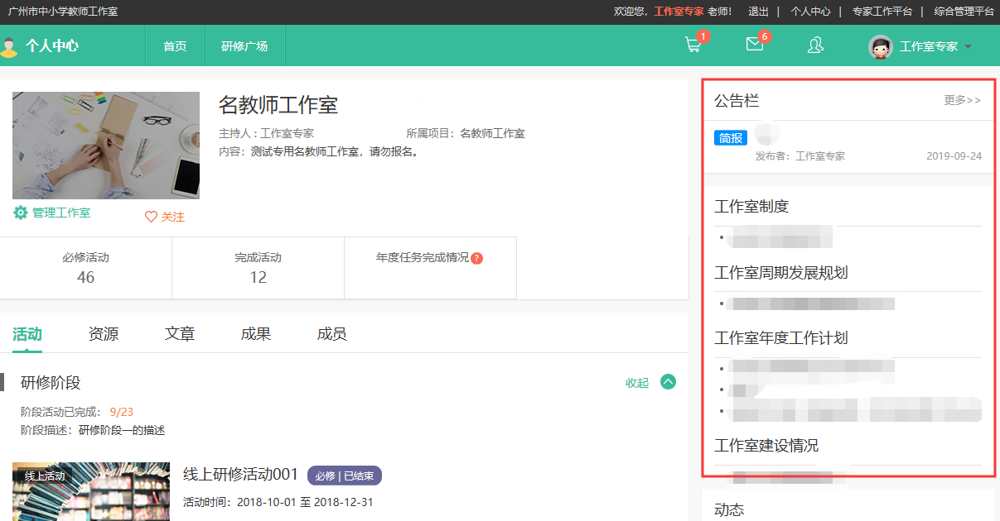 广州市中小学教师工作室
欢迎您，工作室专家 老师! 退出 | 个人中心 | 专家工作平台 | 综合管理平台
个人中心 首页 研修广场 1 6 工作室专家
名教师工作室
主持人：工作室专家 所属项目：名教师工作室
内容：测试专用名教师工作室，请勿报名。
管理工作室 关注
必修活动 完成活动 年度任务完成情况?
46 12
活动 资源 文章 成果 成员
研修阶段 收起
阶段活动已完成： 9/23
阶段描述：研修阶段一的描述
线上活动
线上研修活动001 必修 | 已结束
活动时间：2018-10-01 至 2018-12-31
公告栏 更多>>
简报
发布者：工作室专家 2019-09-24
工作室制度
工作室周期发展规划
工作室年度工作计划
工作室建设情况
动态